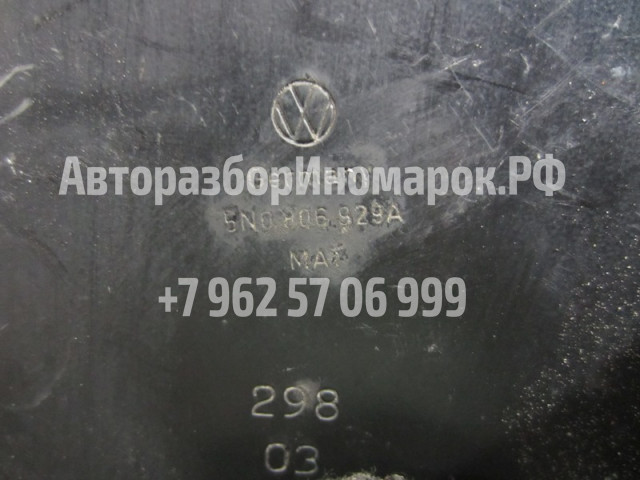 АвторазборИномарок.РФ
5N0.806.929A
+7 962 57 06 999
298
03